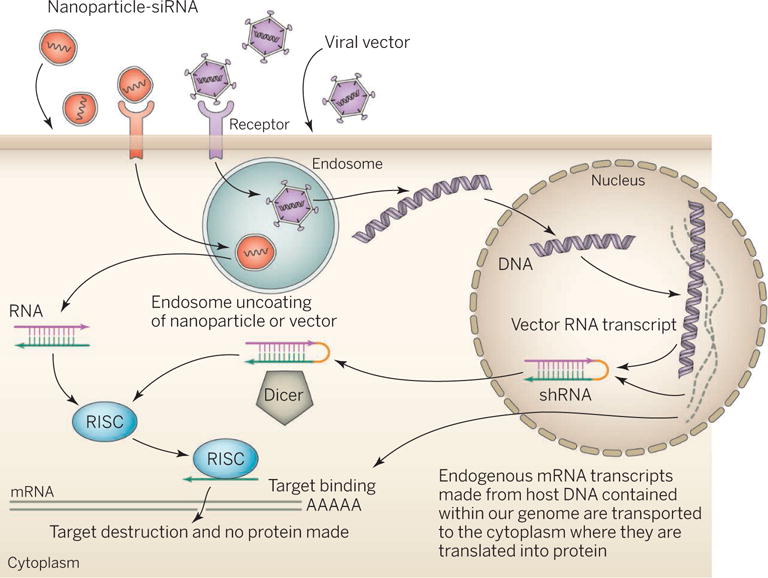 Nanoparticle-siRNA
Viral vector
Receptor
Endosome
Nucleus
DNA
Endosome uncoating
of nanoparticle or vector
RNA
Vector RNA transcript
shRNA
Dicer
RISC
RISC
Target binding
mRNA
AAAAA
Target destruction and no protein made
Endogenous mRNA transcripts
made from host DNA contained
within our genome are transported
to the cytoplasm where they are
translated into protein
Cytoplasm